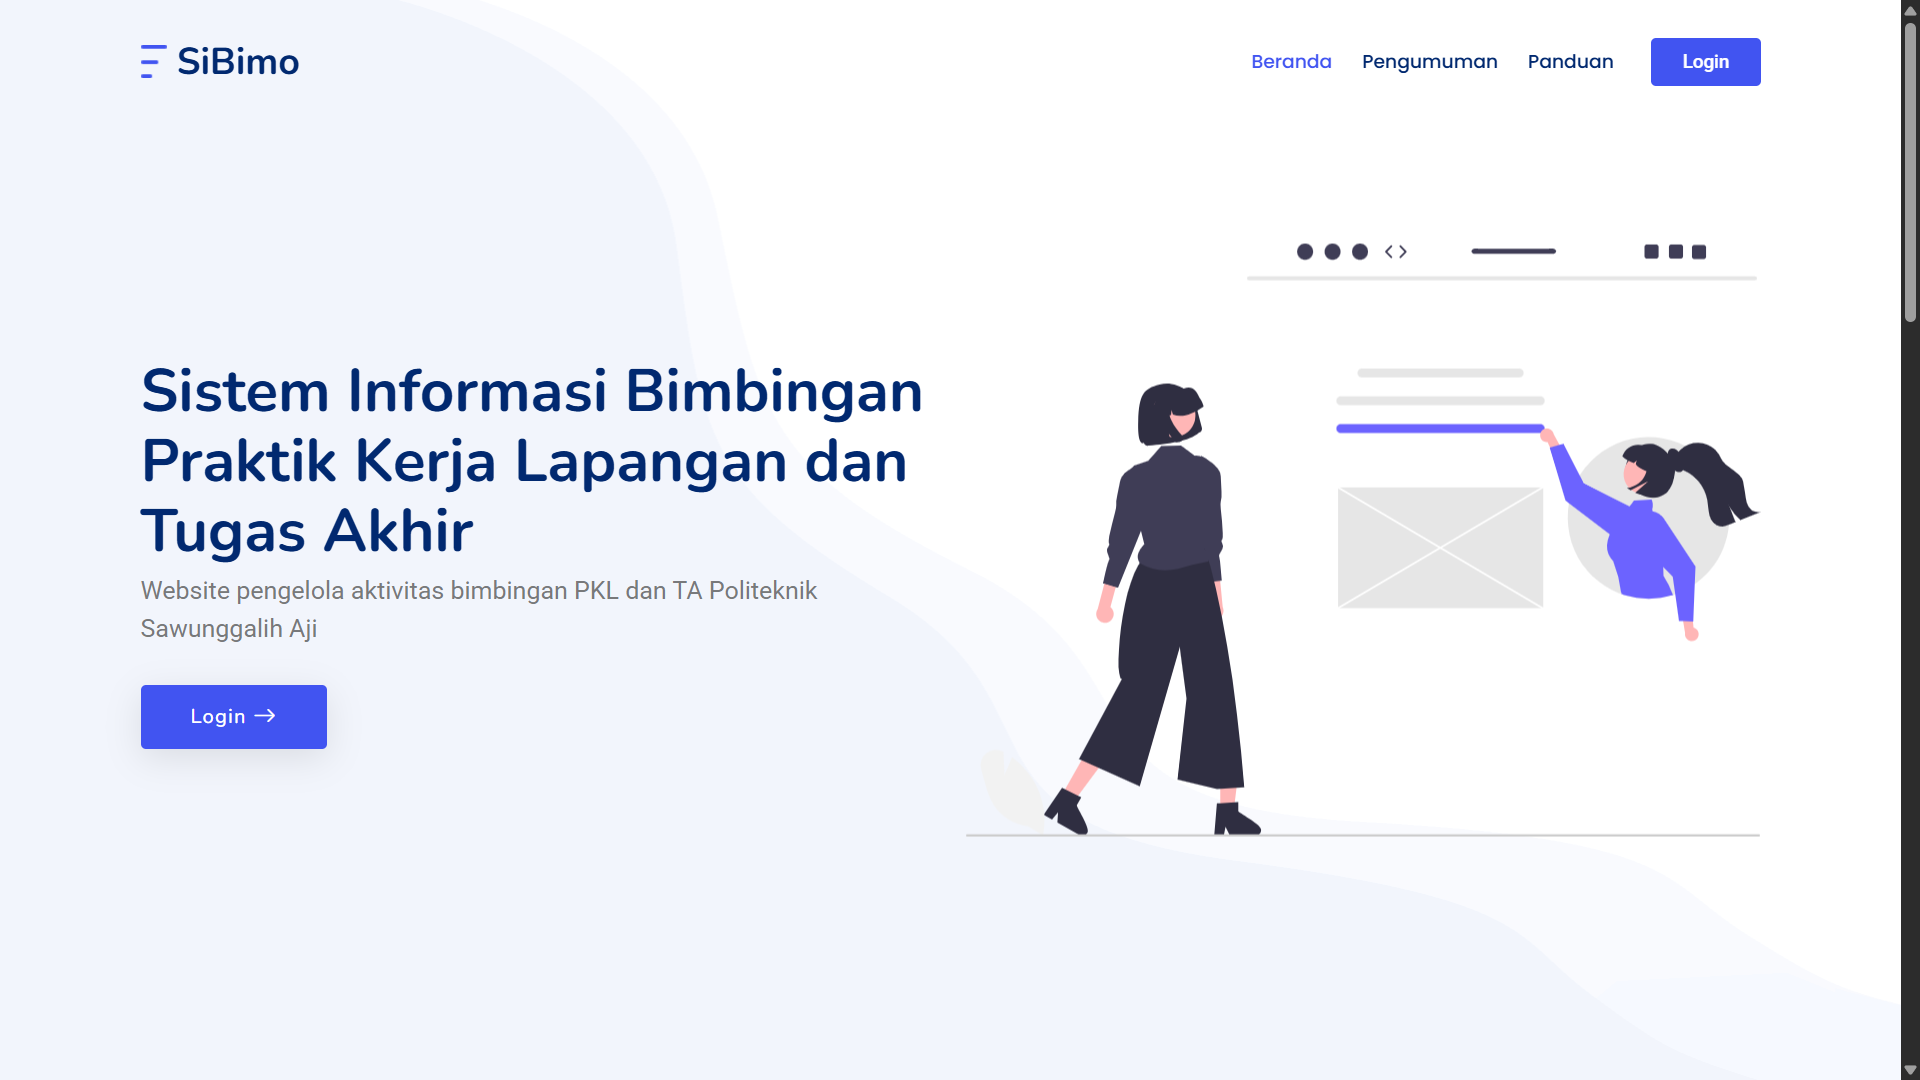 SiBimo
Beranda
Pengumuman
Panduan
Login
Sistem Informasi Bimbingan
Praktik Kerja Lapangan dan
Tugas Akhir
Website pengelola aktivitas bimbingan PKL dan TA Politeknik
Sawunggalih Aji
Login →